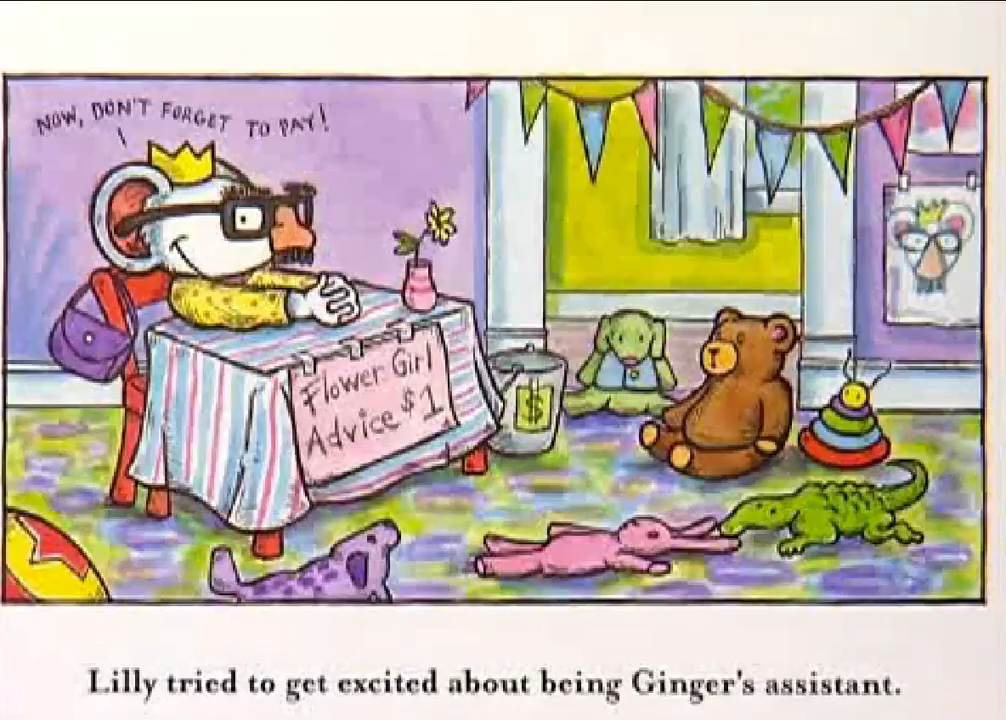 NOW, DON'T FORGET TO PAY!
Flower Girl
Advice $1
$
Lilly tried to get excited about being Ginger's assistant.